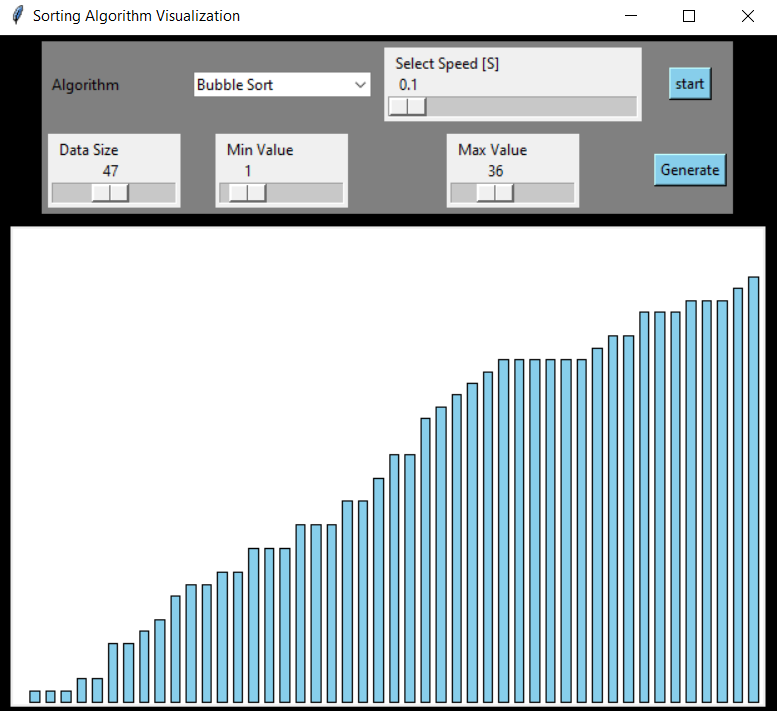 Sorting Algorithm Visualization
Algorithm
Bubble Sort
Select Speed [S]
0.1
start
Data Size
47
Min Value
1
Max Value
36
Generate